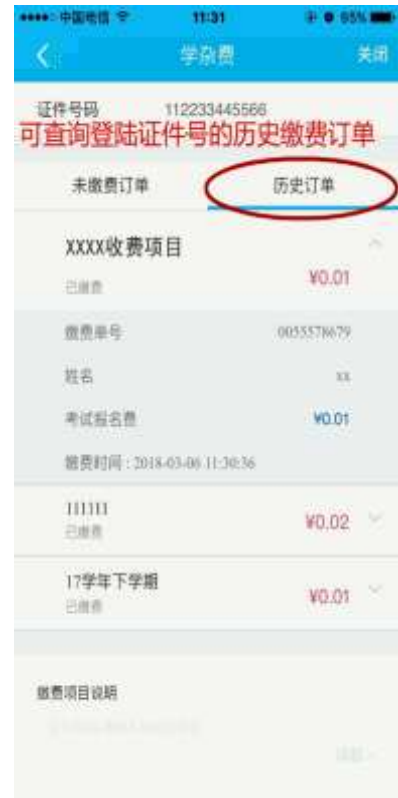 中国电信 11:31 95%
学杂费 关闭
证件号码 112233445566
可查询登陆证件号的历史缴费订单
未缴费订单 历史订单
XXXX收费项目
已缴费 ¥0.01
缴费单号 0055578679
姓名 xx
考试报名费 ¥0.01
缴费时间：2018-03-06 11:30:36
111111
已缴费 ¥0.02
17学年下学期
已缴费 ¥0.01
缴费项目说明